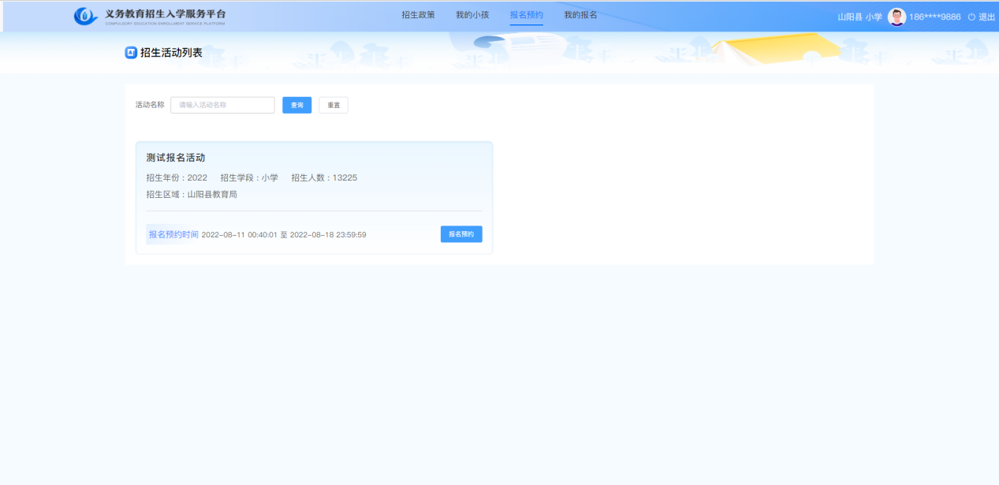 义务教育招生入学服务平台
COMPULSORY EDUCATION ENROLLMENT SERVICE PLATFORM
招生政策 我的小孩 报名预约 我的报名
山阳县 小学 186****9886 退出
招生活动列表
活动名称 请输入活动名称 查询 重置
测试报名活动
招生年份：2022 招生学段：小学 招生人数：13225
招生区域：山阳县教育局
报名预约时间 2022-08-11 00:40:01 至 2022-08-18 23:59:59 报名预约